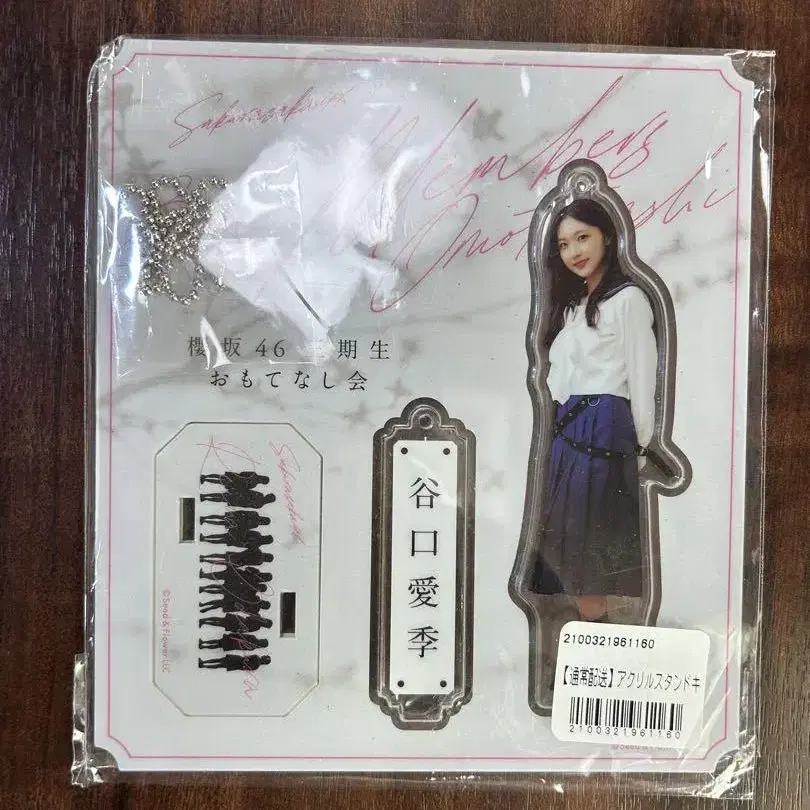 Sakurazaka46
Members
櫻坂46 三期生
おもてなし会
谷口愛季
©Seed & Flower LLC
2100321961160
【通常配送】アクリルスタンドキ
2100321961160